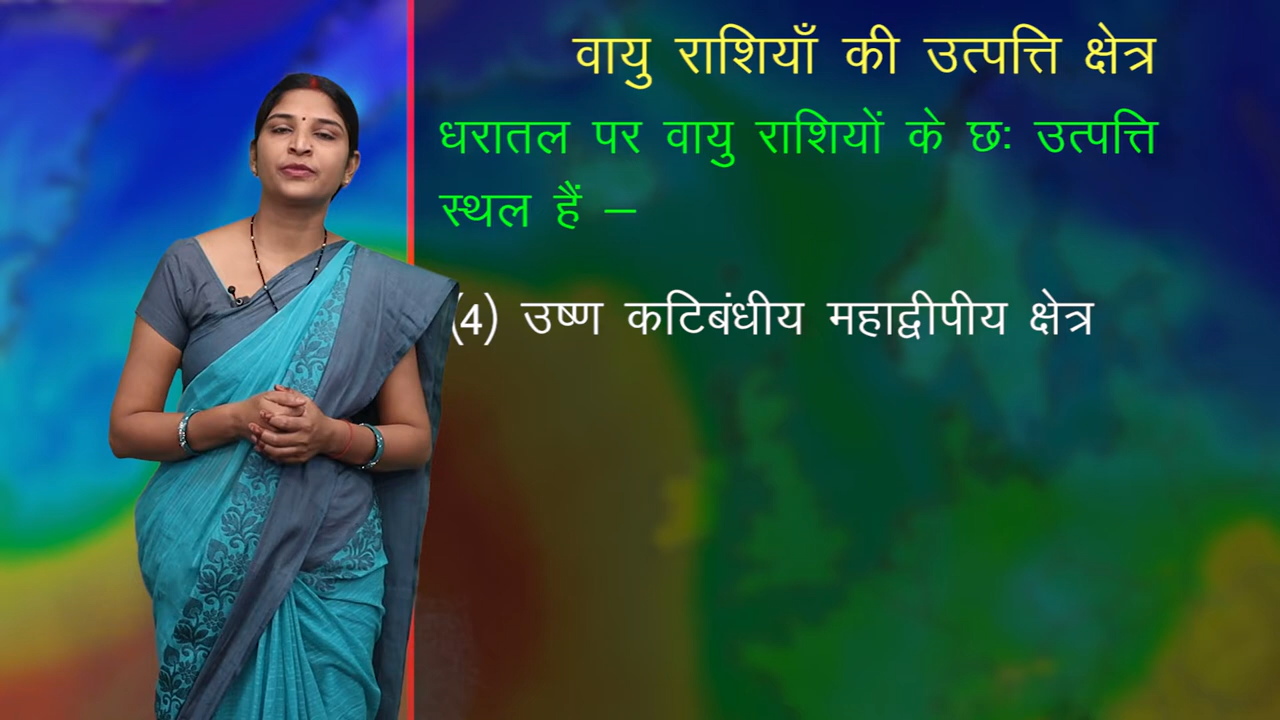 वायु राशियाँ की उत्पत्ति क्षेत्र
धरातल पर वायु राशियों के छः उत्पत्ति
स्थल हैं –
(4) उष्ण कटिबंधीय महाद्वीपीय क्षेत्र